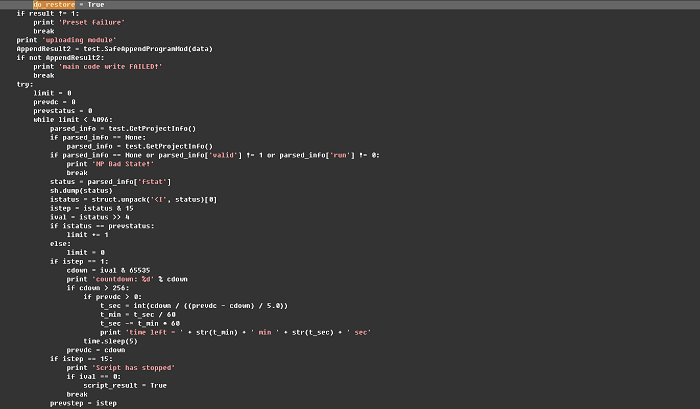 do_restore = True
if result != 1:
print 'Preset Failure'
break
print 'uploading module'
AppendResult2 = test.SafeAppendProgramMod(data)
if not AppendResult2:
print 'main code write FAILED!'
break
try:
limit = 0
prevdc = 0
prevstatus = 0
while limit < 4096:
parsed_info = test.GetProjectInfo()
if parsed_info == None:
parsed_info = test.GetProjectInfo()
if parsed_info == None or parsed_info['valid'] != 1 or parsed_info['run'] != 0:
print 'MP Bad State!'
break
status = parsed_info['fstat']
sh.dump(status)
istatus = struct.unpack('<I', status)[0]
istep = istatus & 15
ival = istatus >> 4
if istatus == prevstatus:
limit += 1
else:
limit = 0
if istep == 1:
cdown = ival & 65535
print 'countdown: %d' % cdown
if cdown > 256:
if prevdc > 0:
t_sec = int(cdown / ((prevdc - cdown) / 5.0))
t_min = t_sec / 60
t_sec -= t_min * 60
print 'time left = ' + str(t_min) + ' min ' + str(t_sec) + ' sec'
time.sleep(5)
prevdc = cdown
if istep == 15:
print 'Script has stopped'
if ival == 0:
script_result = True
break
prevstep = istep